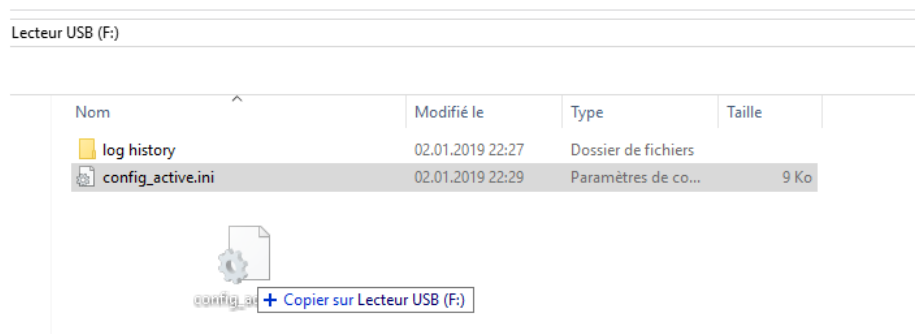 Lecteur USB (F:)
Nom Modifié le Type Taille
log history 02.01.2019 22:27 Dossier de fichiers
config_active.ini 02.01.2019 22:29 Paramètres de co... 9 Ko
+ Copier sur Lecteur USB (F:)